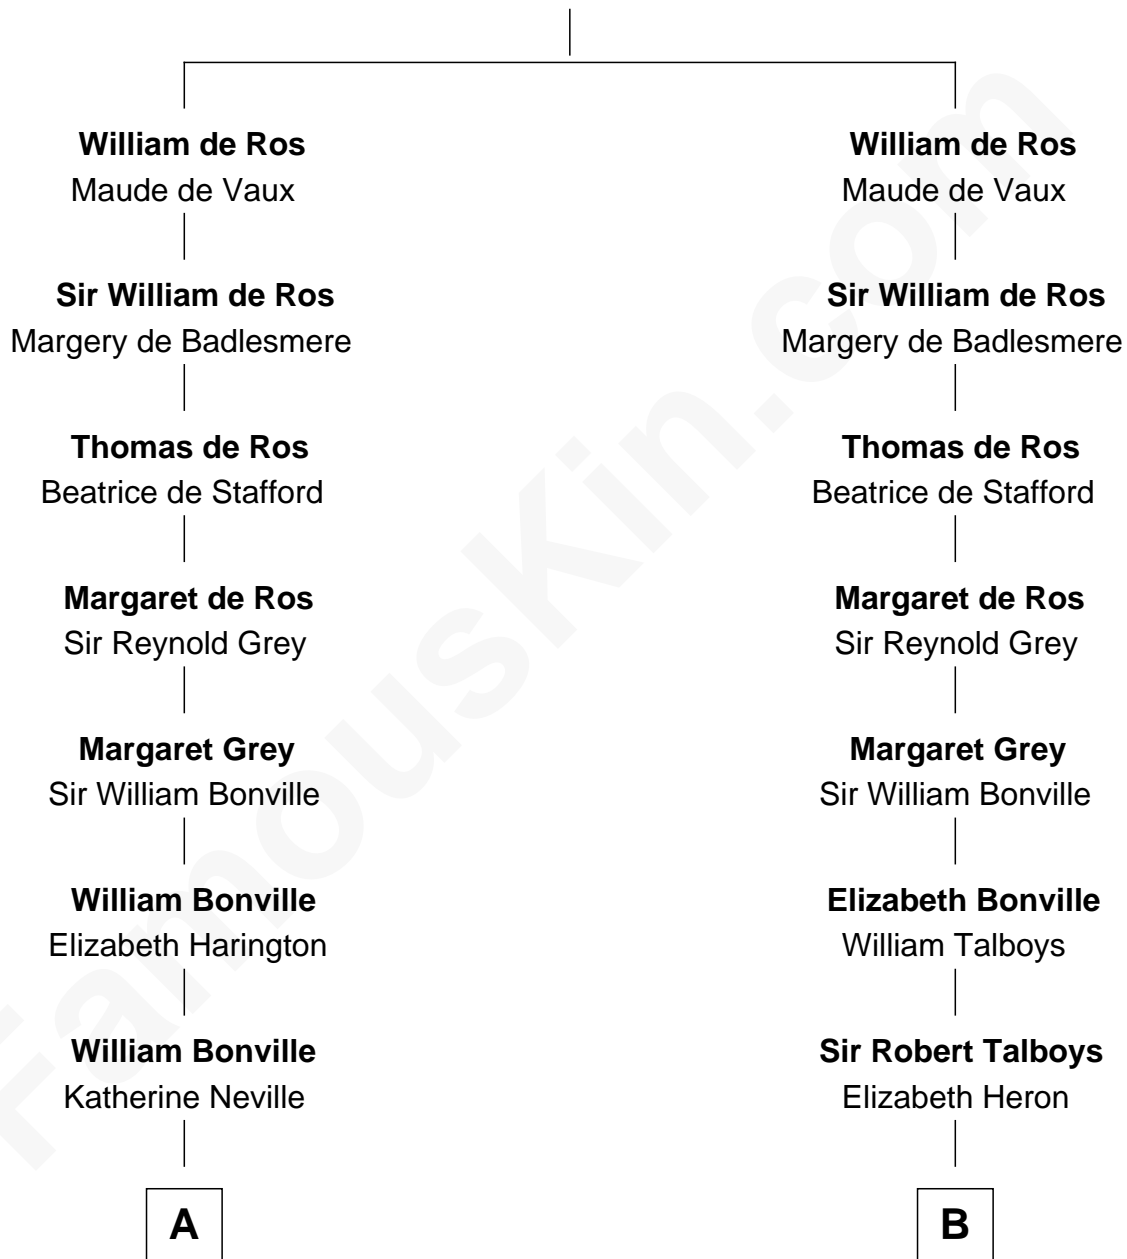 William de Ros
Maude de Vaux
Sir William de Ros
Margery de Badlesmere
Thomas de Ros
Beatrice de Stafford
Margaret de Ros
Sir Reynold Grey
Margaret Grey
Sir William Bonville
William Bonville
Elizabeth Harington
William Bonville
Katherine Neville
A
William de Ros
Maude de Vaux
Sir William de Ros
Margery de Badlesmere
Thomas de Ros
Beatrice de Stafford
Margaret de Ros
Sir Reynold Grey
Margaret Grey
Sir William Bonville
Elizabeth Bonville
William Talboys
Sir Robert Talboys
Elizabeth Heron
B
FamousKin.com